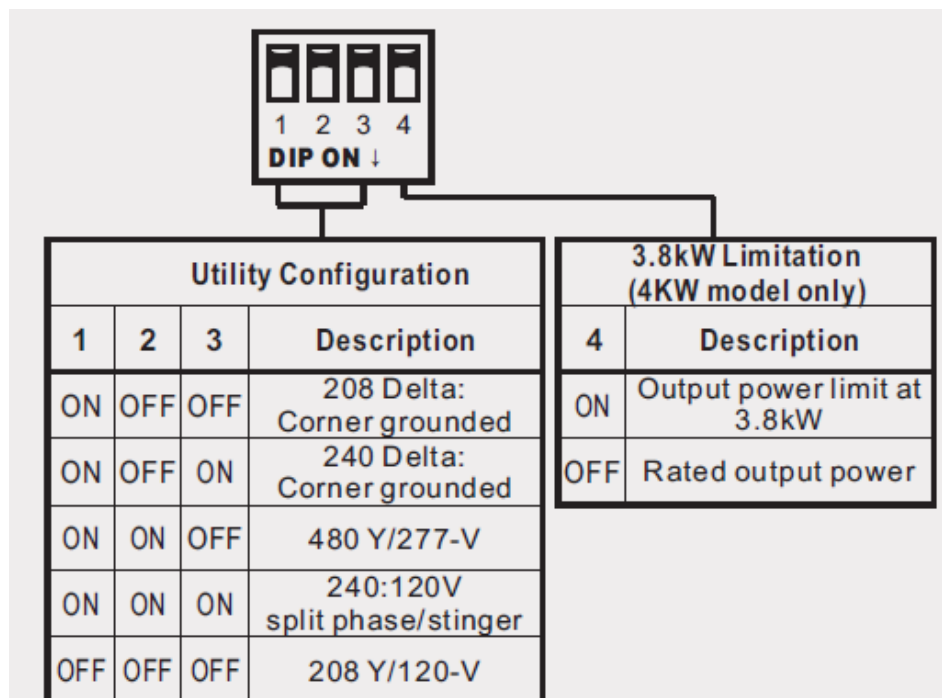 1 2 3 4
DIP ON ↓
Utility Configuration
1 2 3 Description
ON OFF OFF 208 Delta:
Corner grounded
ON OFF ON 240 Delta:
Corner grounded
ON ON OFF 480 Y/277-V
ON ON ON 240:120V
split phase/stinger
OFF OFF OFF 208 Y/120-V
3.8kW Limitation
(4KW model only)
4 Description
ON Output power limit at
3.8kW
OFF Rated output power